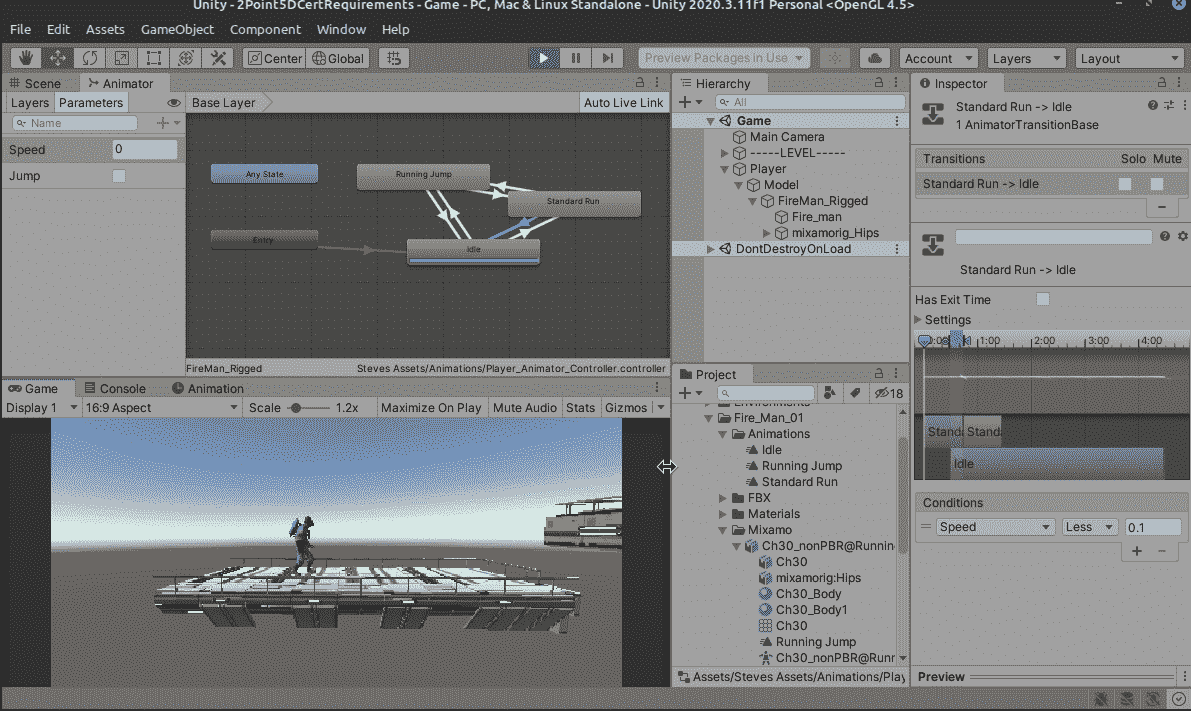 Unity - 2Point5DCertRequirements - Game - PC, Mac & Linux Standalone - Unity 2020.3.11f1 Personal <OpenGL 4.5>
File Edit Assets GameObject Component Window Help
Center Global Preview Packages in Use Account Layers Layout
Scene Animator
Layers Parameters Base Layer Auto Live Link
Name
Speed 0
Jump
Any State
Entry
Running Jump
Standard Run
Idle
FireMan_Rigged Steves Assets/Animations/Player_Animator_Controller.controller
Game Console Animation
Display 1 16:9 Aspect Scale 1.2x Maximize On Play Mute Audio Stats Gizmos
Hierarchy
All
Game
Main Camera
-----LEVEL-----
Player
Model
FireMan_Rigged
Fire_man
mixamorig_Hips
DontDestroyOnLoad
Project
18
Fire_Man_01
Animations
Idle
Running Jump
Standard Run
FBX
Materials
Mixamo
Ch30_nonPBR@Runnin
Ch30
mixamorig:Hips
Ch30_Body
Ch30_Body1
Ch30
Running Jump
Ch30_nonPBR@Runr
Assets/Steves Assets/Animations/Play
Inspector
Standard Run -> Idle
1 AnimatorTransitionBase
Transitions Solo Mute
Standard Run -> Idle
Standard Run -> Idle
Has Exit Time
Settings
1:00 2:00 3:00 4:00
Standa Standa
Idle
Conditions
Speed Less 0.1
Preview